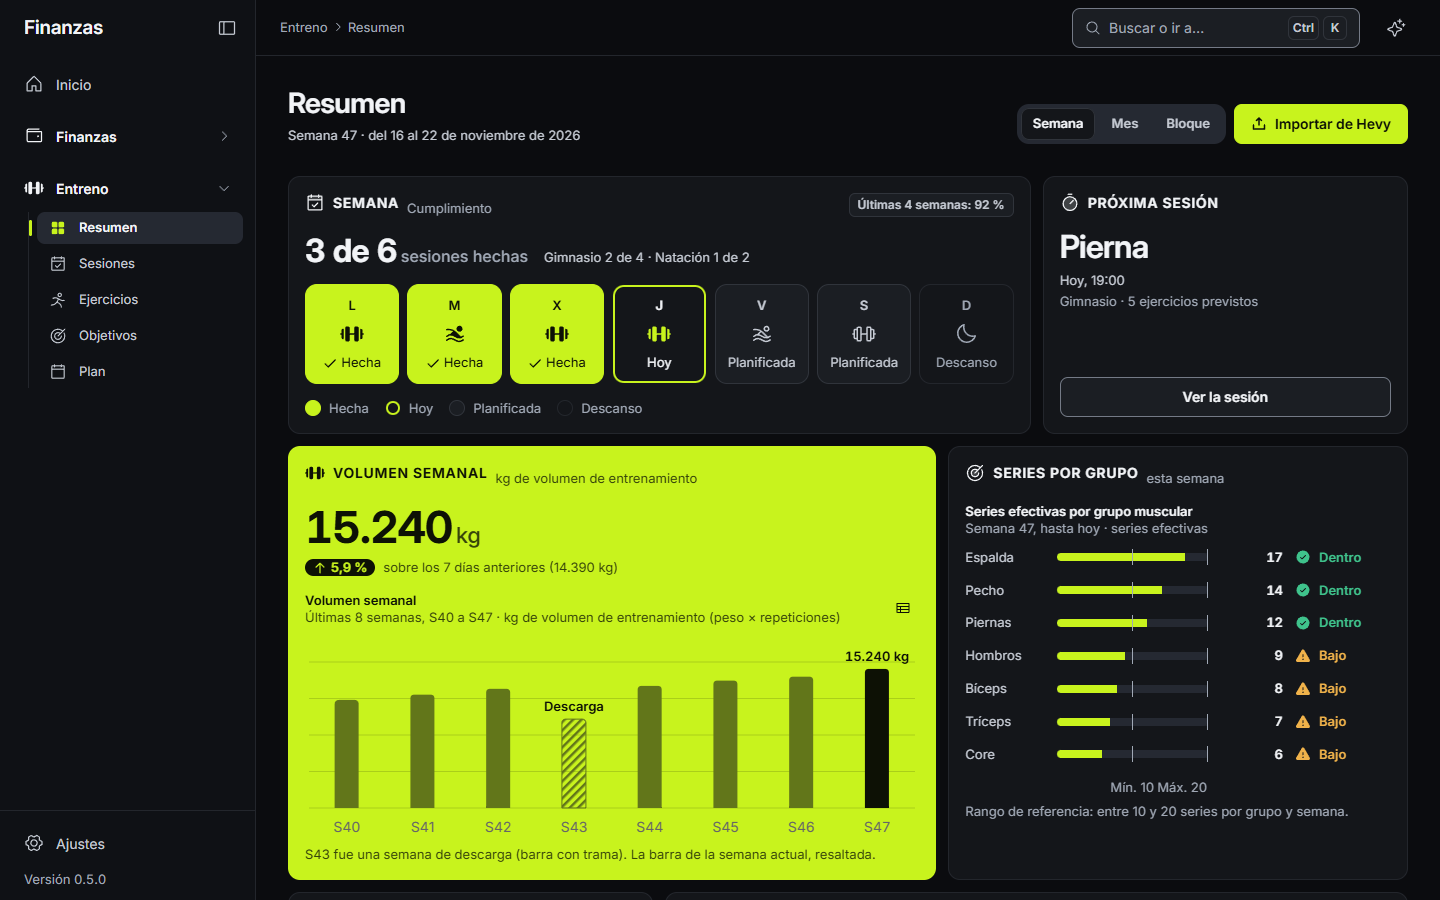 Finanzas
Inicio
Finanzas
Entreno
Resumen
Sesiones
Ejercicios
Objetivos
Plan
Ajustes
Versión 0.5.0
Entreno > Resumen
Buscar o ir a...
Ctrl K
Resumen
Semana 47 · del 16 al 22 de noviembre de 2026
Semana Mes Bloque
Importar de Hevy
SEMANA Cumplimiento
Últimas 4 semanas: 92 %
3 de 6 sesiones hechas Gimnasio 2 de 4 · Natación 1 de 2
L M X J V S D
Hecha Hecha Hecha Hoy Planificada Planificada Descanso
Hecha Hoy Planificada Descanso
PRÓXIMA SESIÓN
Pierna
Hoy, 19:00
Gimnasio · 5 ejercicios previstos
Ver la sesión
VOLUMEN SEMANAL kg de volumen de entrenamiento
15.240 kg
↑ 5,9 % sobre los 7 días anteriores (14.390 kg)
Volumen semanal
Últimas 8 semanas, S40 a S47 · kg de volumen de entrenamiento (peso × repeticiones)
15.240 kg
Descarga
S40 S41 S42 S43 S44 S45 S46 S47
S43 fue una semana de descarga (barra con trama). La barra de la semana actual, resaltada.
SERIES POR GRUPO esta semana
Series efectivas por grupo muscular
Semana 47, hasta hoy · series efectivas
Espalda 17 Dentro
Pecho 14 Dentro
Piernas 12 Dentro
Hombros 9 Bajo
Bíceps 8 Bajo
Tríceps 7 Bajo
Core 6 Bajo
Mín. 10 Máx. 20
Rango de referencia: entre 10 y 20 series por grupo y semana.